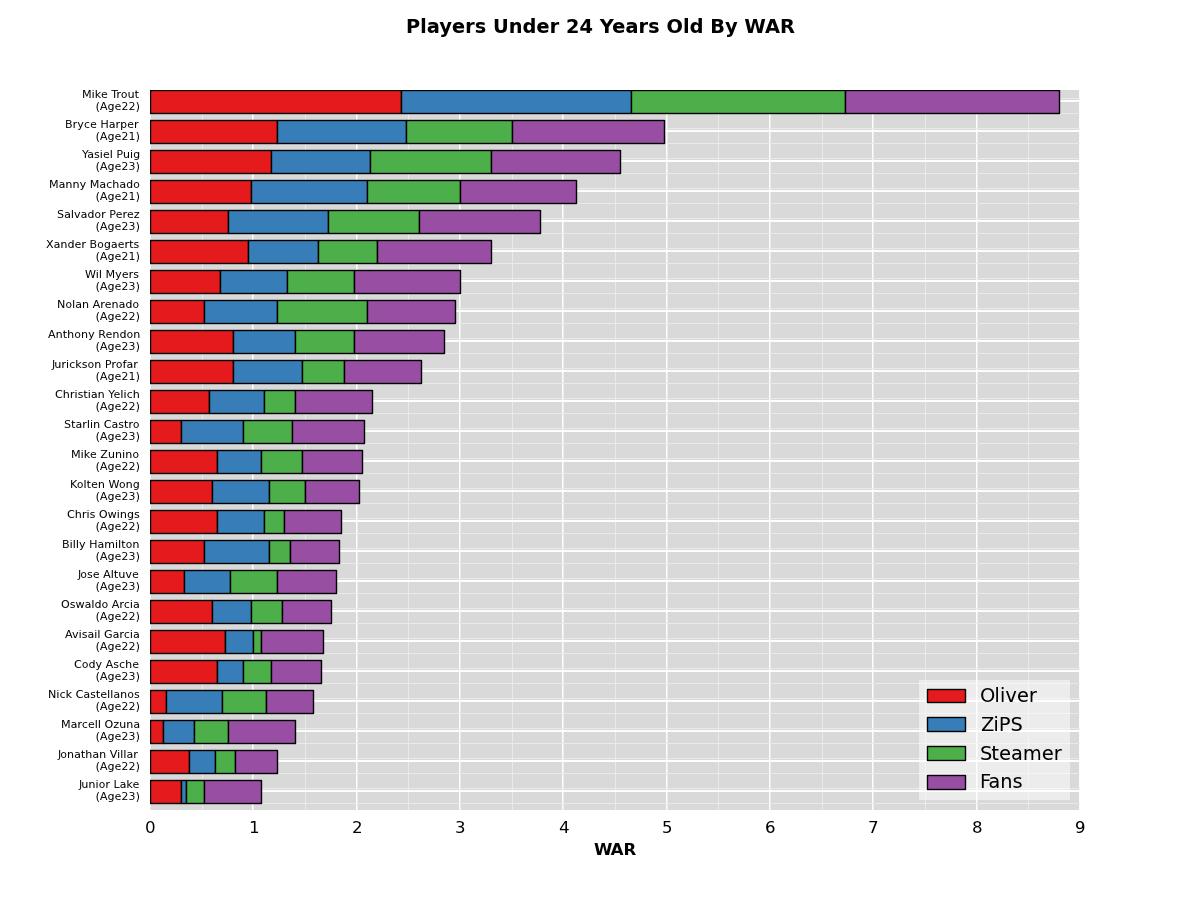 Players Under 24 Years Old By WAR
Mike Trout
(Age22)
Bryce Harper
(Age21)
Yasiel Puig
(Age23)
Manny Machado
(Age21)
Salvador Perez
(Age23)
Xander Bogaerts
(Age21)
Wil Myers
(Age23)
Nolan Arenado
(Age22)
Anthony Rendon
(Age23)
Jurickson Profar
(Age21)
Christian Yelich
(Age22)
Starlin Castro
(Age23)
Mike Zunino
(Age22)
Kolten Wong
(Age23)
Chris Owings
(Age22)
Billy Hamilton
(Age23)
Jose Altuve
(Age23)
Oswaldo Arcia
(Age22)
Avisail Garcia
(Age22)
Cody Asche
(Age23)
Nick Castellanos
(Age22)
Marcell Ozuna
(Age23)
Jonathan Villar
(Age22)
Junior Lake
(Age23)
Oliver
ZiPS
Steamer
Fans
0 1 2 3 4 5 6 7 8 9
WAR